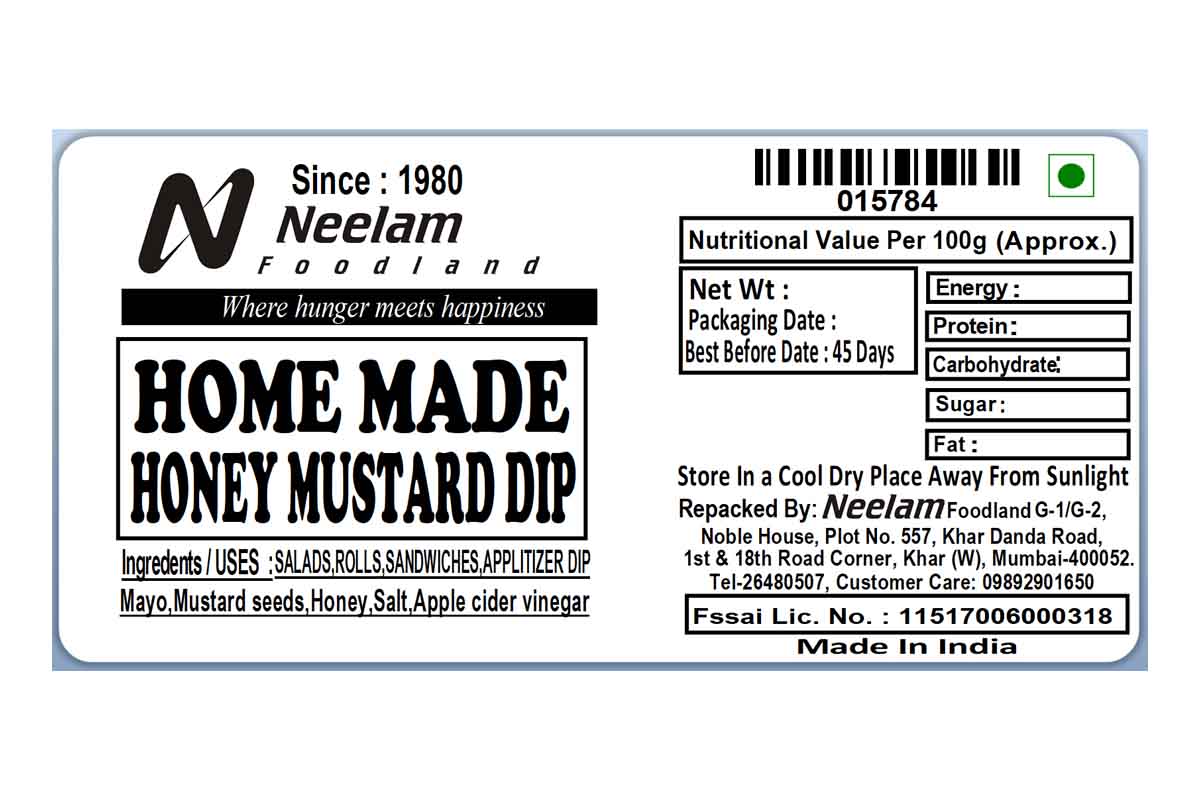 Since : 1980
Neelam
Foodland
Where hunger meets happiness
HOME MADE
HONEY MUSTARD DIP
Ingredents / USES : SALADS,ROLLS,SANDWICHES,APPLITIZER DIP
Mayo,Mustard seeds,Honey,Salt,Apple cider vinegar
015784
Nutritional Value Per 100g (Approx.)
Net Wt :
Packaging Date :
Best Before Date : 45 Days
Energy :
Protein:
Carbohydrate:
Sugar :
Fat :
Store In a Cool Dry Place Away From Sunlight
Repacked By: Neelam Foodland G-1/G-2,
Noble House, Plot No. 557, Khar Danda Road,
1st & 18th Road Corner, Khar (W), Mumbai-400052.
Tel-26480507, Customer Care: 09892901650
Fssai Lic. No. : 11517006000318
Made In India